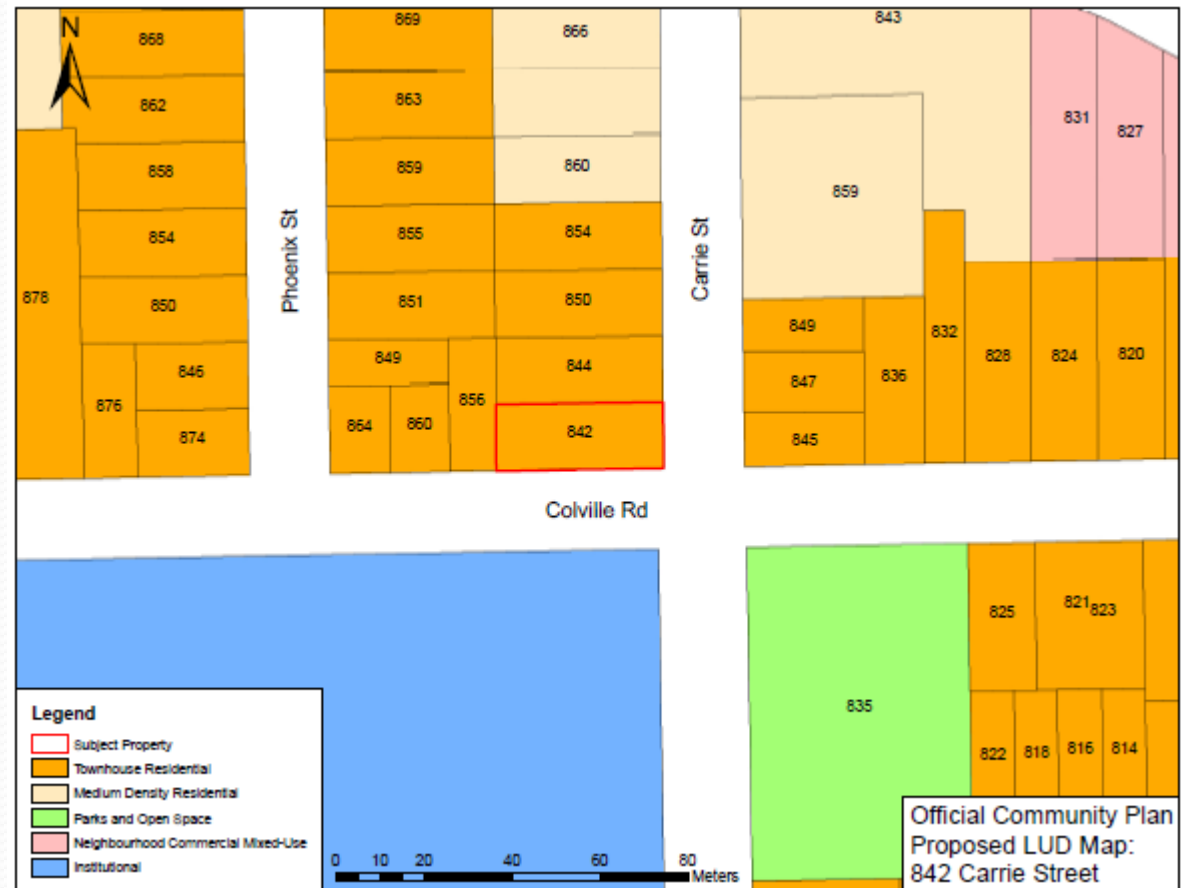 N
869
866
843
868
831
827
862
863
858
859
860
859
Phoenix St
Carrie St
854
855
854
878
850
851
850
832
849
846
849
844
828
824
820
876
856
847
836
874
864
860
842
845
Colville Rd
825
821
823
835
822
818
816
814
Legend
Subject Property
Townhouse Residential
Medium Density Residential
Parks and Open Space
Neighbourhood Commercial Mixed-Use
Institutional
0 10 20 40 60 80
Meters
Official Community Plan
Proposed LUD Map:
842 Carrie Street